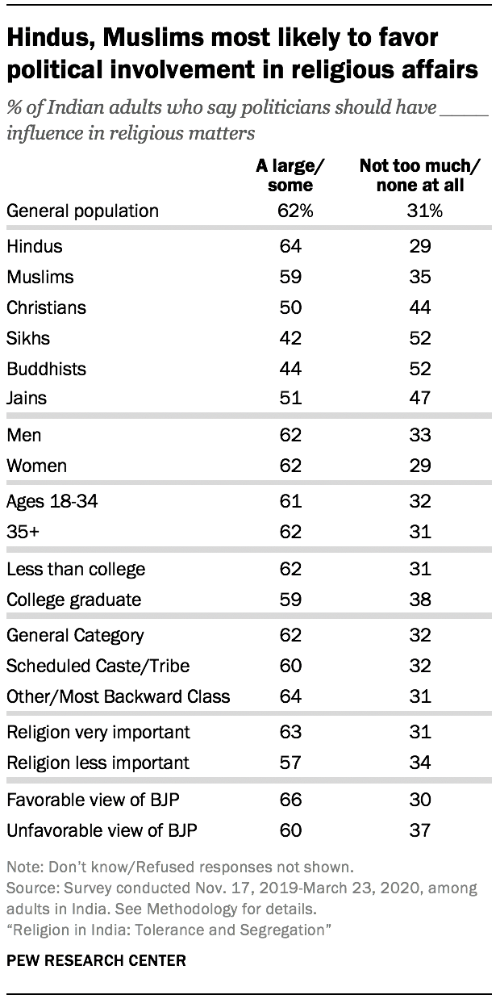 Hindus, Muslims most likely to favor
political involvement in religious affairs
% of Indian adults who say politicians should have _____
influence in religious matters
A large/ Not too much/
some none at all
General population 62% 31%
Hindus 64 29
Muslims 59 35
Christians 50 44
Sikhs 42 52
Buddhists 44 52
Jains 51 47
Men 62 33
Women 62 29
Ages 18-34 61 32
35+ 62 31
Less than college 62 31
College graduate 59 38
General Category 62 32
Scheduled Caste/Tribe 60 32
Other/Most Backward Class 64 31
Religion very important 63 31
Religion less important 57 34
Favorable view of BJP 66 30
Unfavorable view of BJP 60 37
Note: Don’t know/Refused responses not shown.
Source: Survey conducted Nov. 17, 2019-March 23, 2020, among
adults in India. See Methodology for details.
“Religion in India: Tolerance and Segregation”
PEW RESEARCH CENTER